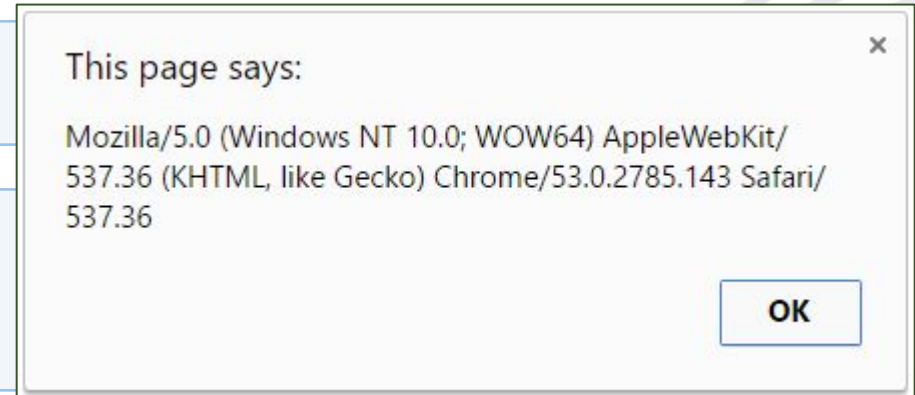 This page says:
Mozilla/5.0 (Windows NT 10.0; WOW64) AppleWebKit/
537.36 (KHTML, like Gecko) Chrome/53.0.2785.143 Safari/
537.36
OK